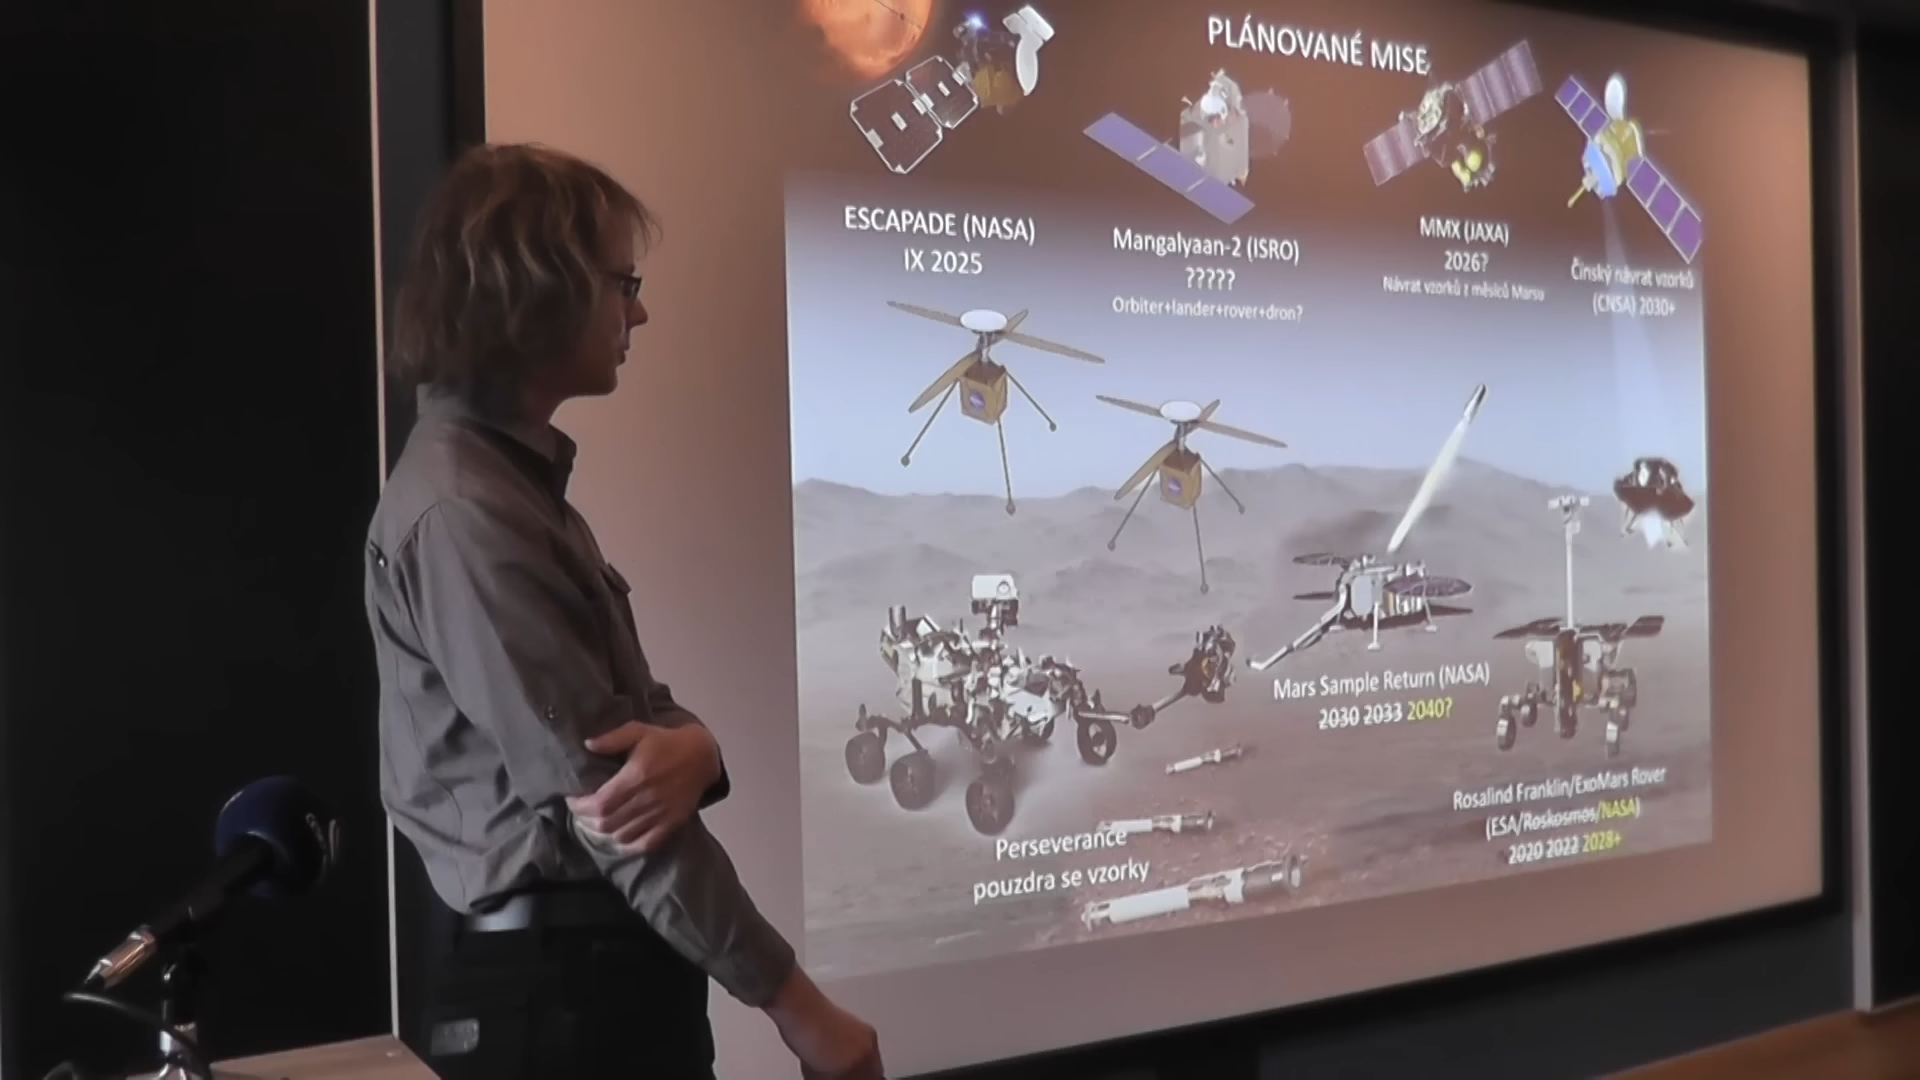 PLÁNOVANÉ MISE
ESCAPADE (NASA)
IX 2025
Mangalyaan-2 (ISRO)
?????
Orbiter+lander+rover+dron?
MMX (JAXA)
2026?
Návrat vzorků z měsíců Marsu
Čínský návrat vzorků
(CNSA) 2030+
Mars Sample Return (NASA)
2030 2033 2040?
Rosalind Franklin/ExoMars Rover
(ESA/Roskosmos/NASA)
2020 2022 2028+
Perseverance
pouzdra se vzorky